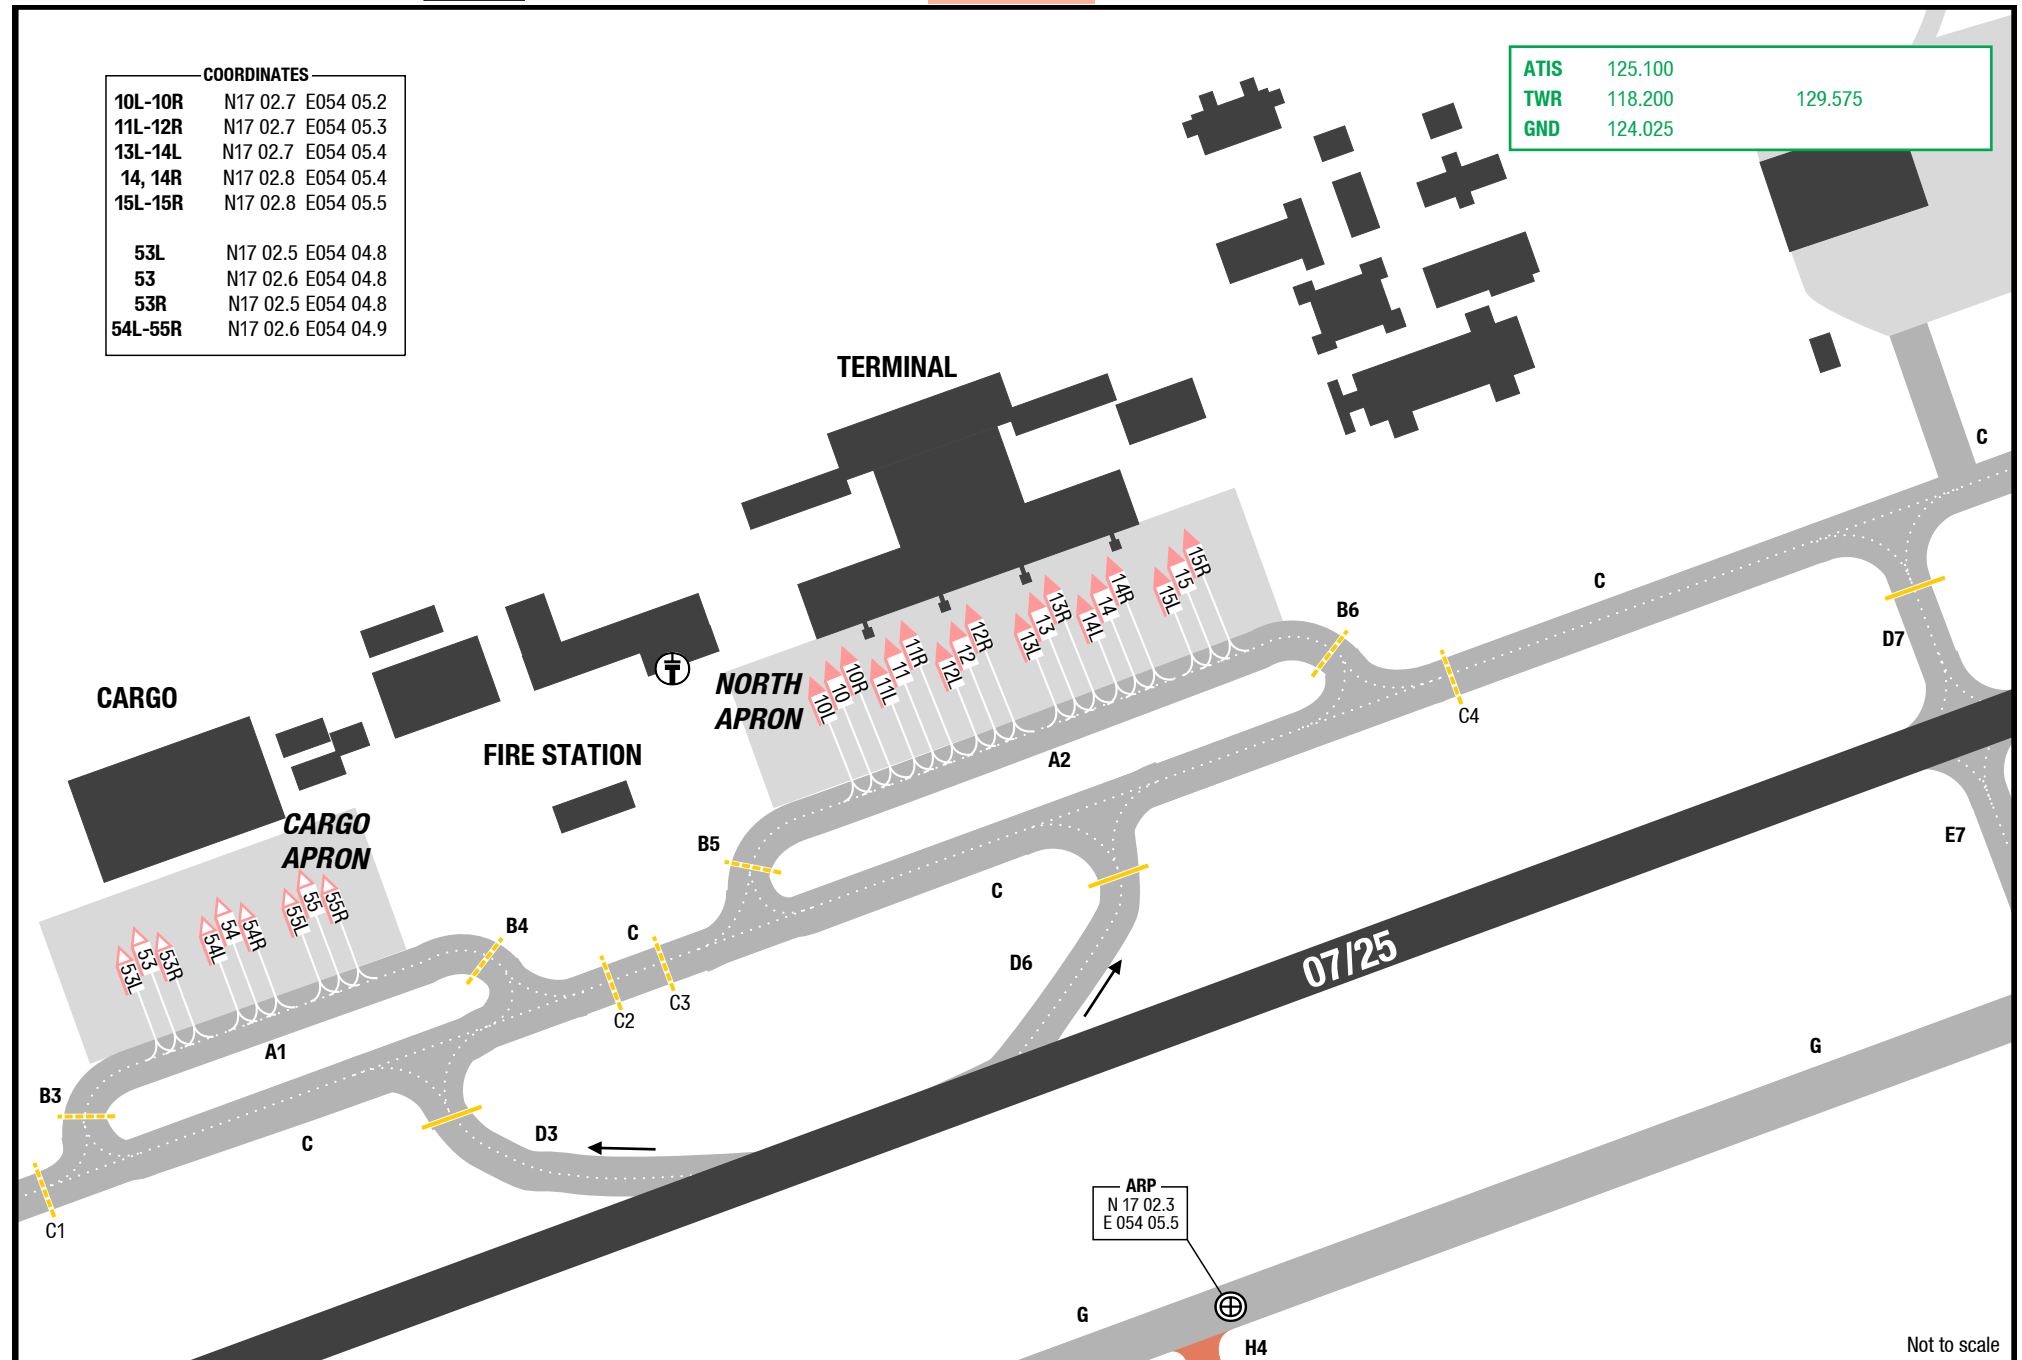 COORDINATES
10L-10R N17 02.7 E054 05.2
11L-12R N17 02.7 E054 05.3
13L-14L N17 02.7 E054 05.4
14, 14R N17 02.8 E054 05.4
15L-15R N17 02.8 E054 05.5
53L N17 02.5 E054 04.8
53 N17 02.6 E054 04.8
53R N17 02.5 E054 04.8
54L-55R N17 02.6 E054 04.9
ATIS 125.100
TWR 118.200 129.575
GND 124.025
TERMINAL
C
15R
15
15L
14R
14
14L
13R
13
13L
12R
12
12L
11R
11
11L
10R
10
10L
C
B6
D7
NORTH
APRON
CARGO
C4
FIRE STATION
A2
CARGO
APRON
B5
E7
C
55R
55
55L
54R
54
54L
53R
53
53L
B4
C
D6
07/25
C3
C2
A1
G
B3
D3
C
C1
ARP
N 17 02.3
E 054 05.5
G
H4
Not to scale